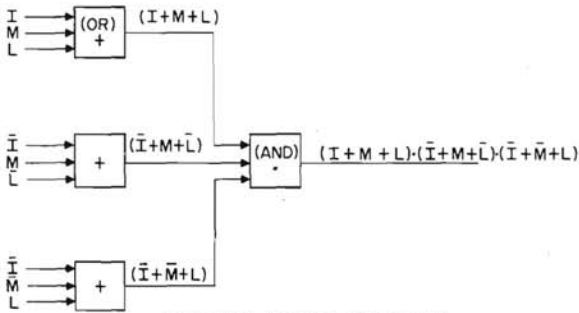 I
M
L
(OR)
+
(I+M+L)
Ī
M
L̄
+
(Ī+M+L̄)
(AND)
·
(I+M+L)·(Ī+M+L̄)·(Ī+M̄+L)
Ī
M̄
L
+
(Ī+M̄+L)